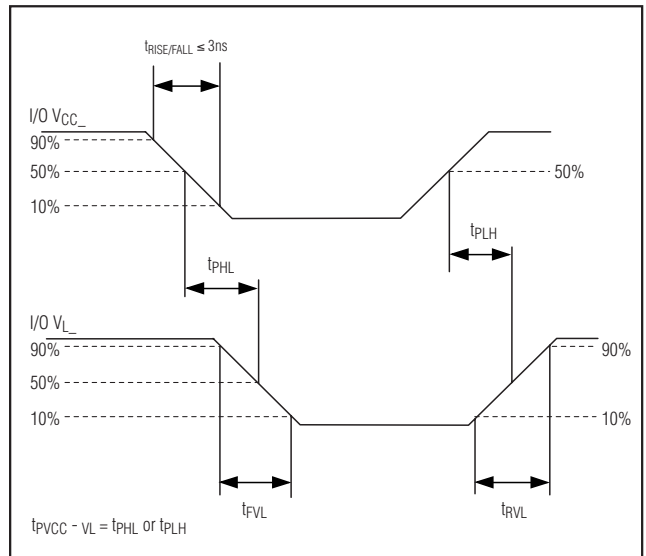 tRISE/FALL ≤ 3ns
I/O VCC_
90%
50%
50%
10%
tPLH
tPHL
I/O VL_
90%
90%
50%
10%
10%
tFVL
tRVL
tPVCC - VL = tPHL or tPLH